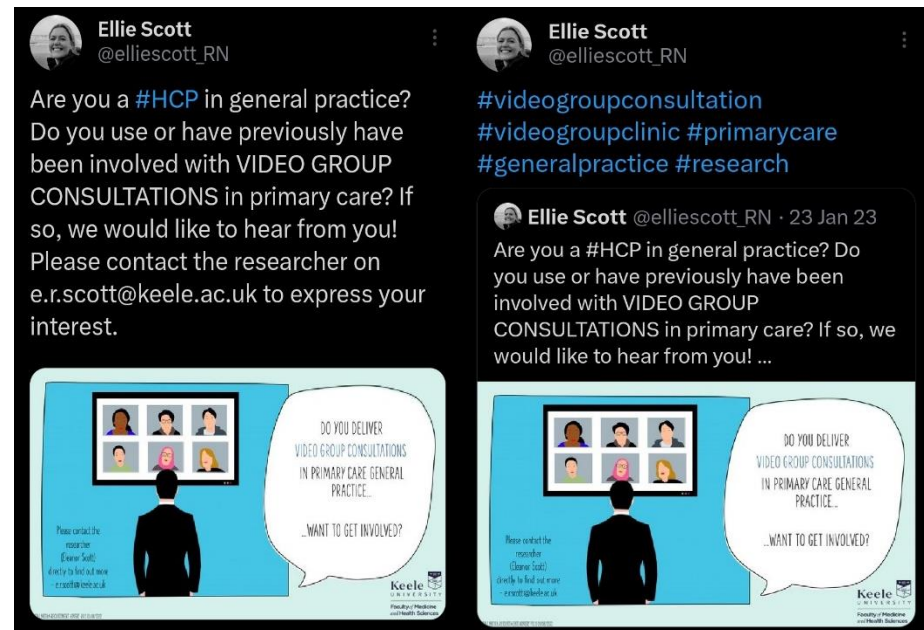 Ellie Scott
@elliescott_RN
Are you a #HCP in general practice?
Do you use or have previously have
been involved with VIDEO GROUP
CONSULTATIONS in primary care? If
so, we would like to hear from you!
Please contact the researcher on
e.r.scott@keele.ac.uk to express your
interest.
DO YOU DELIVER
VIDEO GROUP CONSULTATIONS
IN PRIMARY CARE GENERAL
PRACTICE...
...WANT TO GET INVOLVED?
Please contact the
researcher
(Eleanor Scott)
directly to find out more
- e.r.scott@keele.ac.uk
Keele
UNIVERSITY
Faculty of Medicine
and Health Sciences
Ellie Scott
@elliescott_RN
#videogroupconsultation
#videogroupclinic #primarycare
#generalpractice #research
Ellie Scott @elliescott_RN · 23 Jan 23
Are you a #HCP in general practice? Do
you use or have previously have been
involved with VIDEO GROUP
CONSULTATIONS in primary care? If so, we
would like to hear from you! ...
DO YOU DELIVER
VIDEO GROUP CONSULTATIONS
IN PRIMARY CARE GENERAL
PRACTICE...
...WANT TO GET INVOLVED?
Please contact the
researcher
(Eleanor Scott)
directly to find out more
- e.r.scott@keele.ac.uk
Keele
UNIVERSITY
Faculty of Medicine
and Health Sciences